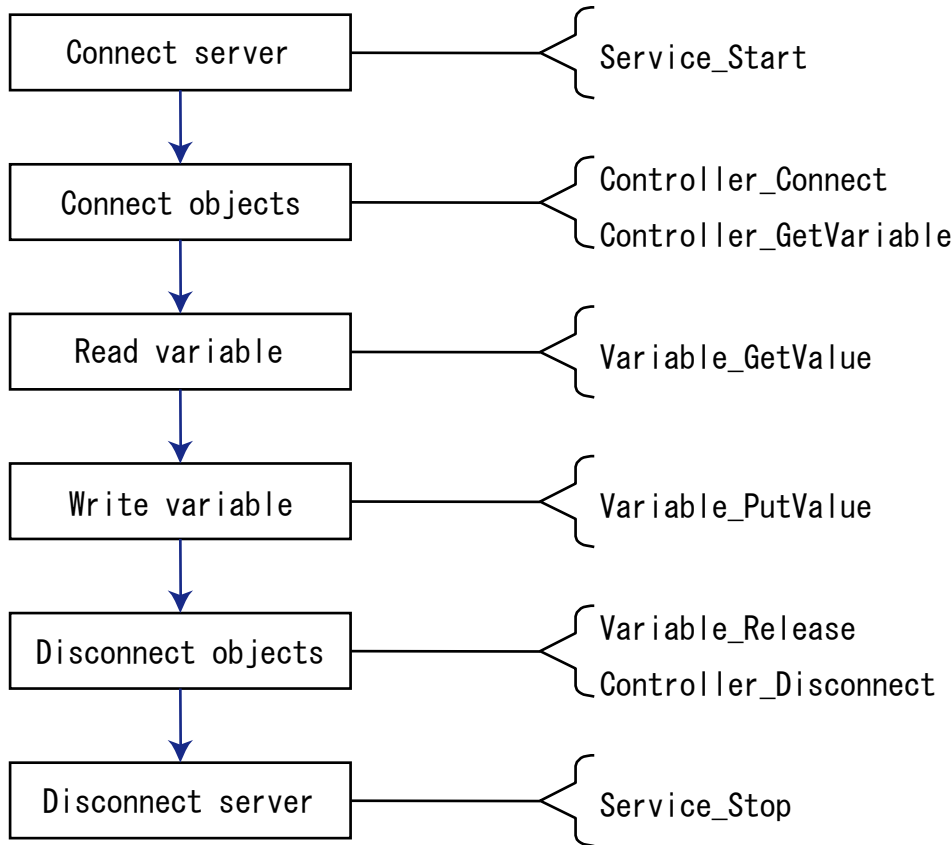 Connect server
Service_Start
Connect objects
Controller_Connect
Controller_GetVariable
Read variable
Variable_GetValue
Write variable
Variable_PutValue
Disconnect objects
Variable_Release
Controller_Disconnect
Disconnect server
Service_Stop